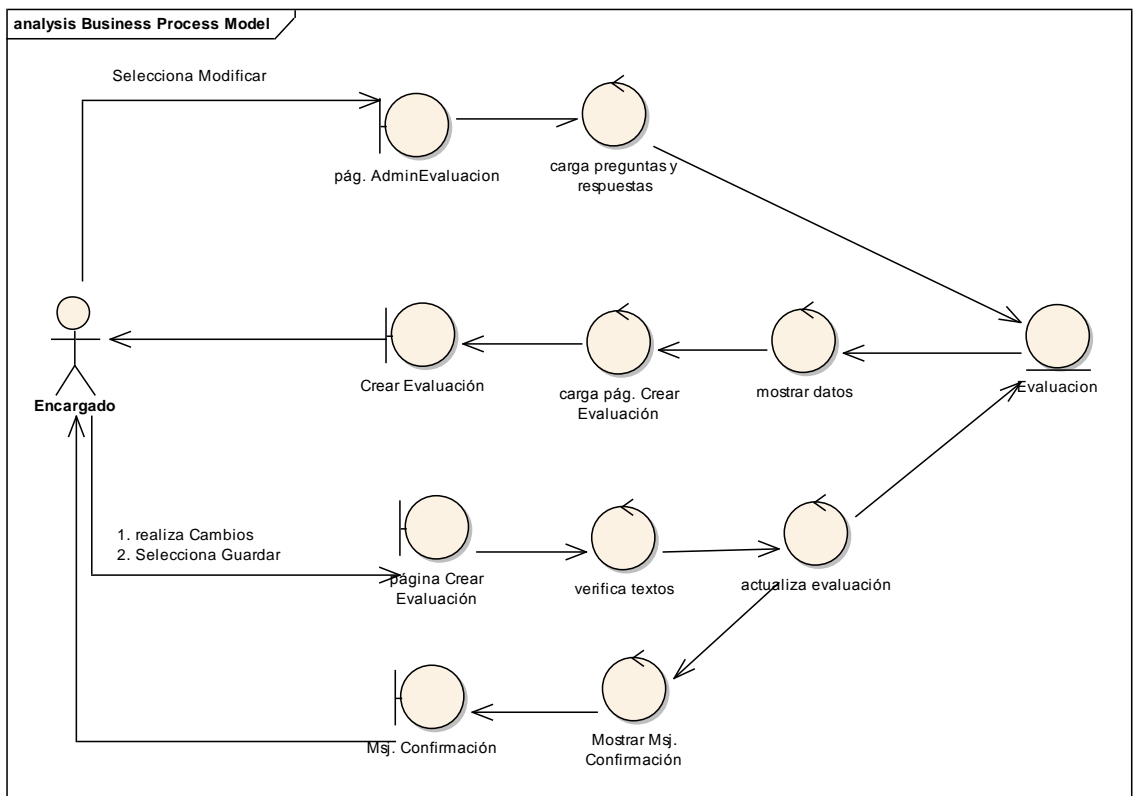 analysis Business Process Model
Selecciona Modificar
pág. AdminEvaluacion
carga preguntas y
respuestas
Encargado
Crear Evaluación
carga pág. Crear
Evaluación
mostrar datos
Evaluacion
1. realiza Cambios
2. Selecciona Guardar
página Crear
Evaluación
verifica textos
actualiza evaluación
Msj. Confirmación
Mostrar Msj.
Confirmación